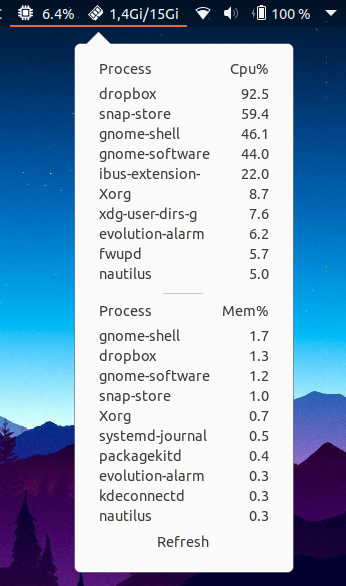 6.4% 1,4Gi/15Gi 100 %
Process Cpu%
dropbox 92.5
snap-store 59.4
gnome-shell 46.1
gnome-software 44.0
ibus-extension- 22.0
Xorg 8.7
xdg-user-dirs-g 7.6
evolution-alarm 6.2
fwupd 5.7
nautilus 5.0
Process Mem%
gnome-shell 1.7
dropbox 1.3
gnome-software 1.2
snap-store 1.0
Xorg 0.7
systemd-journal 0.5
packagekitd 0.4
evolution-alarm 0.3
kdeconnectd 0.3
nautilus 0.3
Refresh